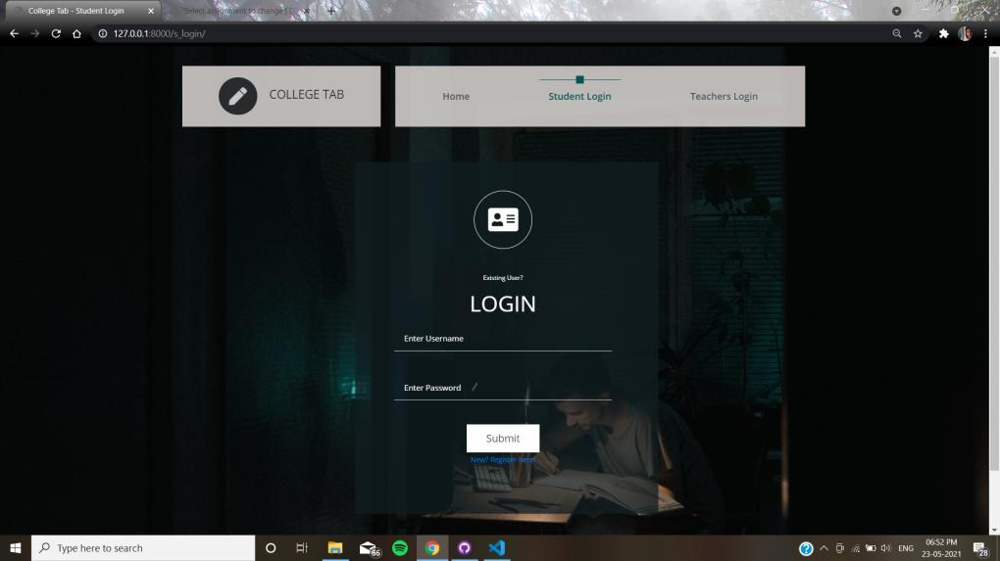 College Tab - Student Login
Select assignment to change |
127.0.0.1:8000/s_login/
COLLEGE TAB
Home
Student Login
Teachers Login
Existing User?
LOGIN
Enter Username
Enter Password
Submit
New? Register here!
Type here to search
66
ENG
06:52 PM
23-05-2021
28